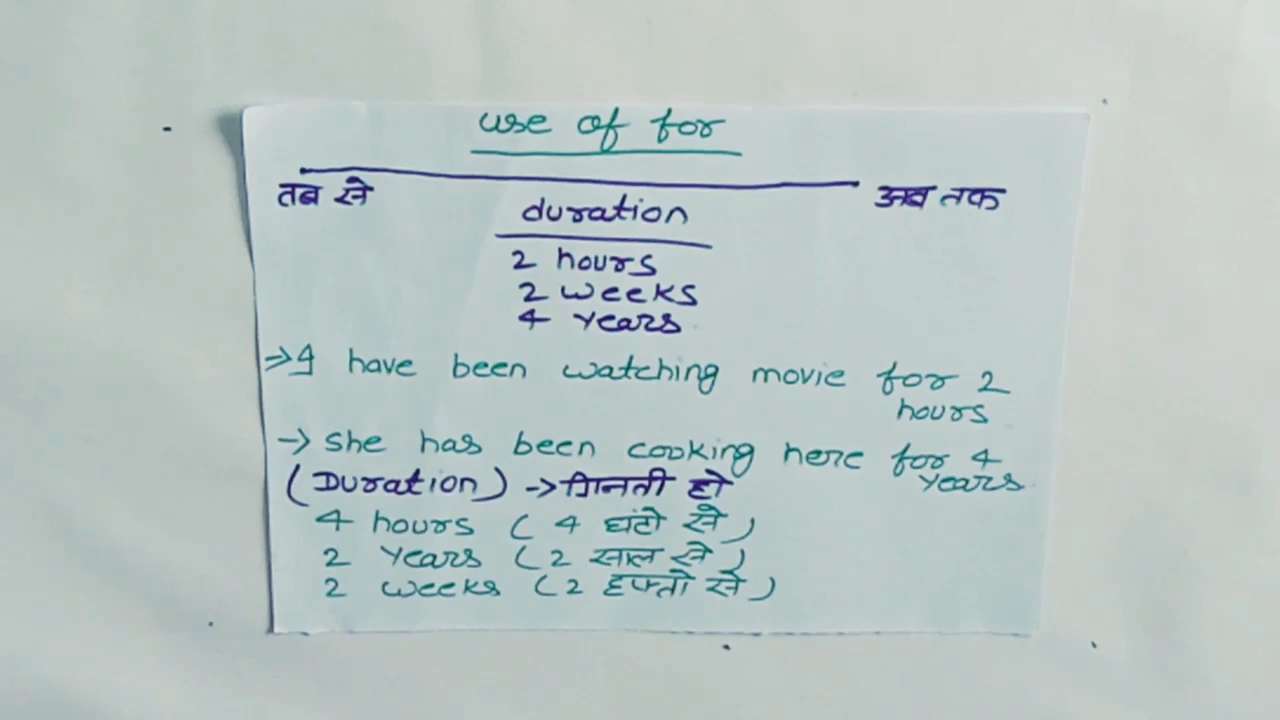 use of for
तब से अब तक
duration
2 hours
2 weeks
4 years
⇒ I have been watching movie for 2
hours
→ she has been cooking here for 4
years
(Duration) → गिनती हो
4 hours (4 घंटो से)
2 years (2 साल से)
2 weeks (2 हफ्तो से)